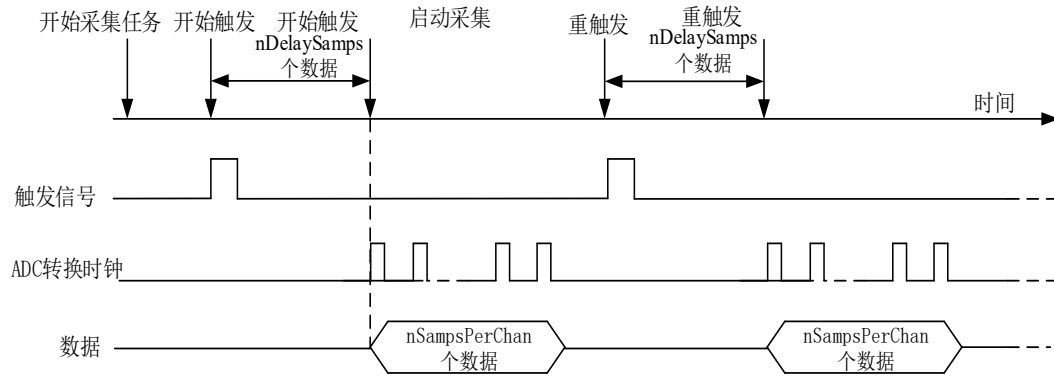 开始采集任务 开始触发 开始触发 启动采集 重触发 重触发
nDelaySamps nDelaySamps
个数据 个数据
时间
触发信号
ADC转换时钟
数据
nSampsPerChan nSampsPerChan
个数据 个数据